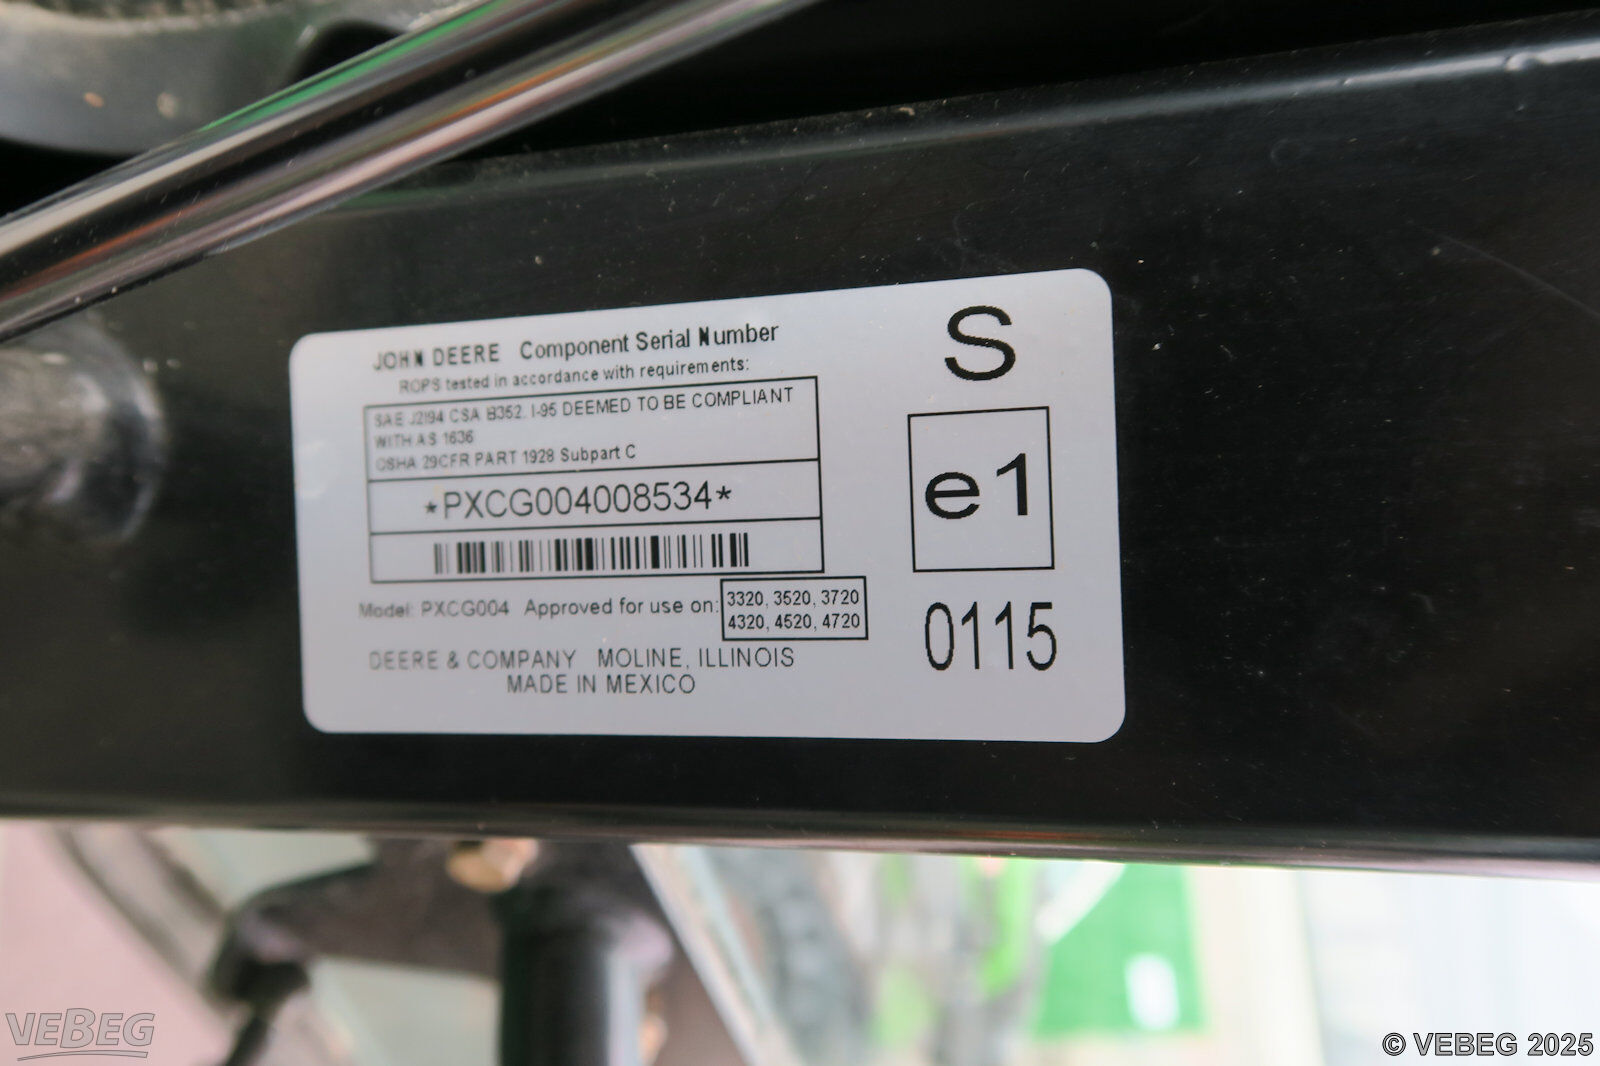 JOHN DEERE Component Serial Number
ROPS tested in accordance with requirements:
SAE J2194 CSA B352. 1-95 DEEMED TO BE COMPLIANT
WITH AS 1636
OSHA 29CFR PART 1928 Subpart C
*PXCG004008534*
Model: PXCG004 Approved for use on:
3320, 3520, 3720
4320, 4520, 4720
DEERE & COMPANY MOLINE, ILLINOIS
MADE IN MEXICO
S
e1
0115
VEBEG
© VEBEG 2025